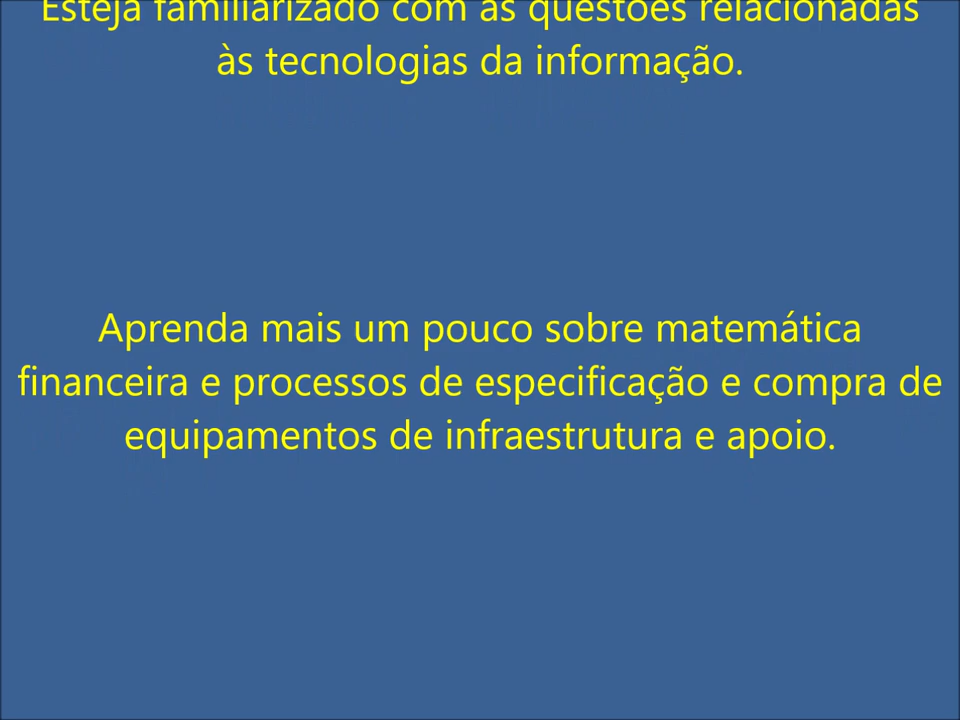 Esteja familiarizado com as questões relacionadas
às tecnologias da informação.
Aprenda mais um pouco sobre matemática
financeira e processos de especificação e compra de
equipamentos de infraestrutura e apoio.